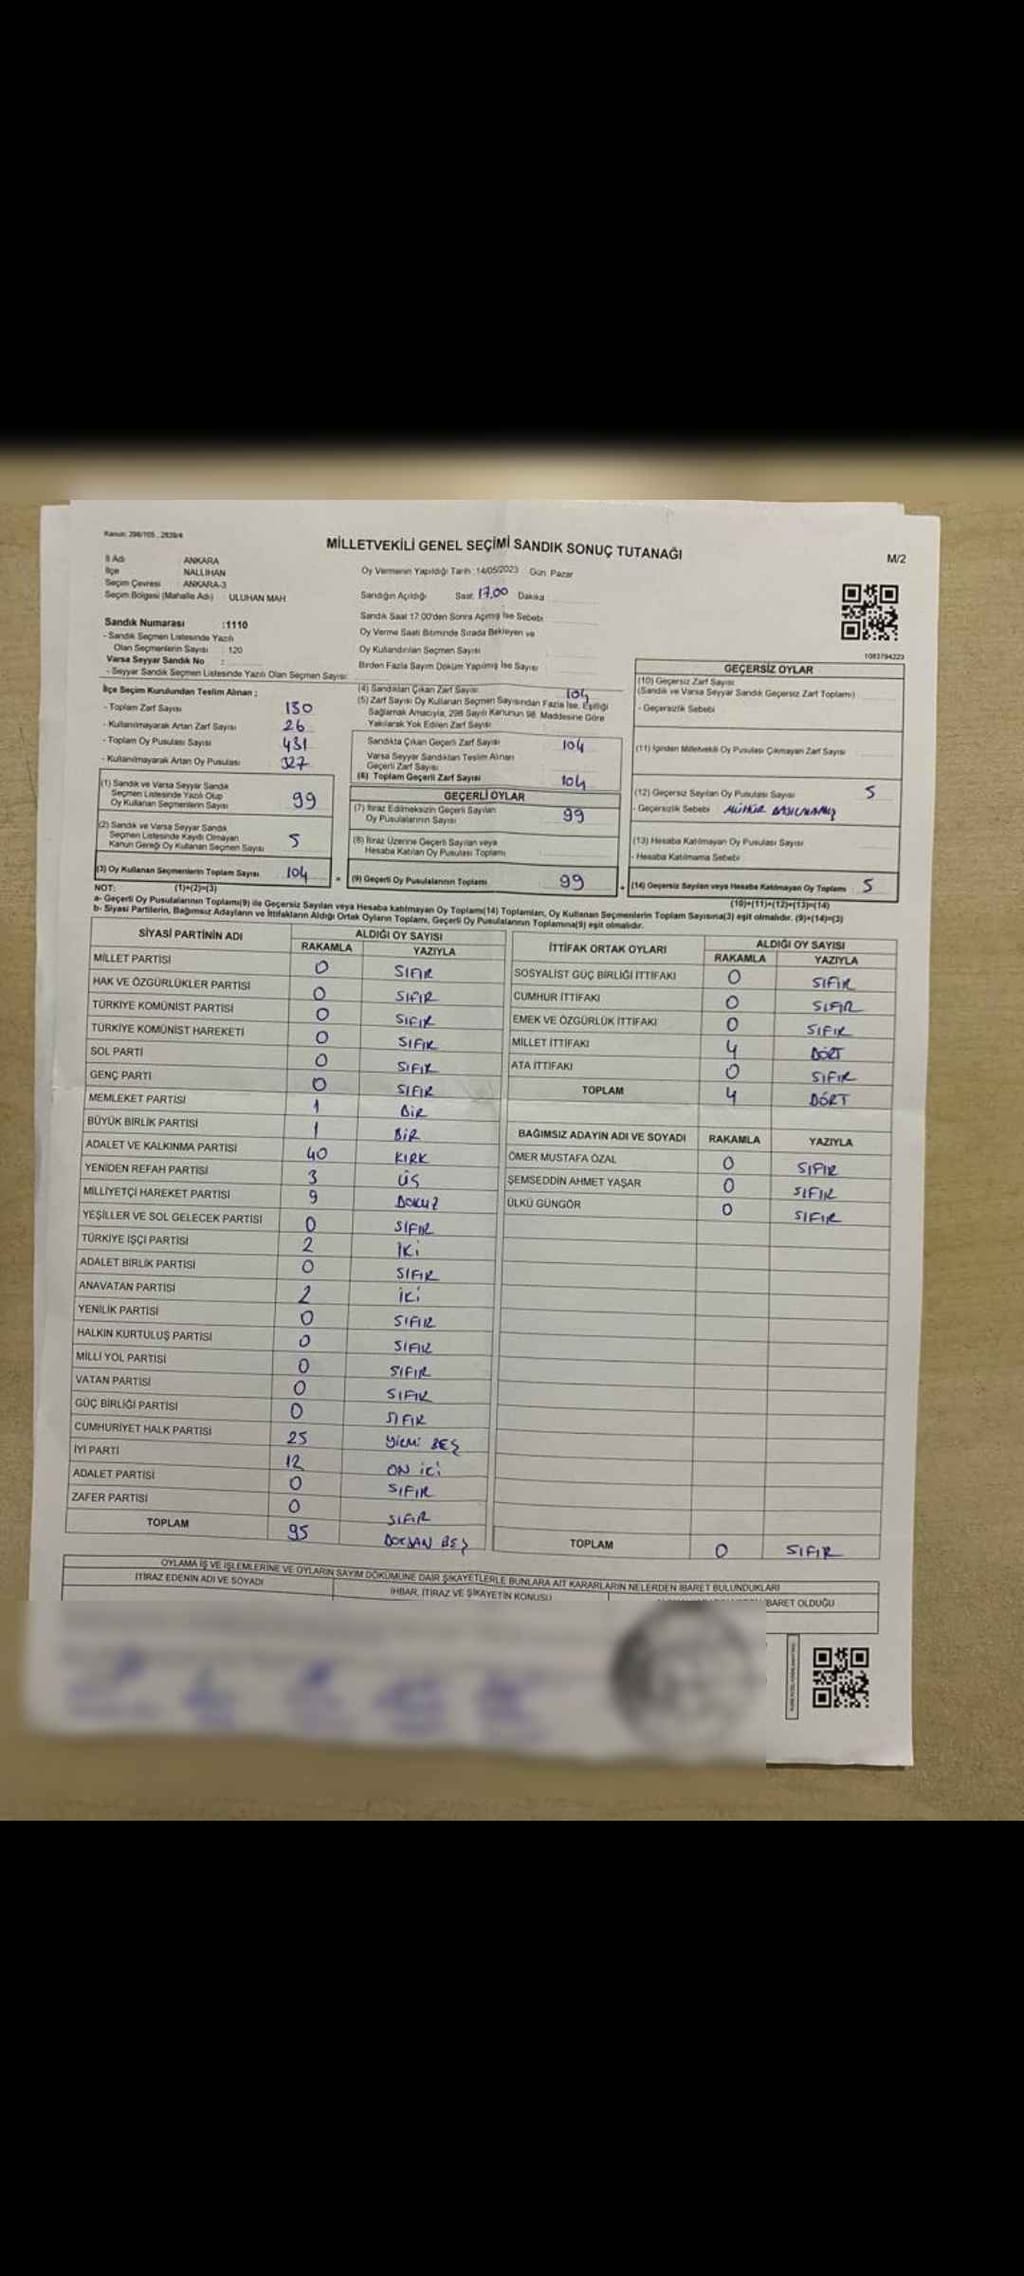 Kanun: 298/105 , 2839/4
MİLLETVEKİLİ GENEL SEÇİMİ SANDIK SONUÇ TUTANAĞI
M/2
İl Adı ANKARA
İlçe NALLIHAN
Seçim Çevresi ANKARA-3
Seçim Bölgesi (Mahalle Adı) : ULUHAN MAH
Oy Vermenin Yapıldığı Tarih : 14/05/2023 Gün: Pazar
Sandığın Açıldığı Saat: 17.00 Dakika
Sandık Saat 17.00'den Sonra Açılmış İse Sebebi
Oy Verme Saati Bitiminde Sırada Bekleyen ve
Oy Kullandırılan Seçmen Sayısı
Birden Fazla Sayım Döküm Yapılmış İse Sayısı
1083794223
Sandık Numarası :1110
- Sandık Seçmen Listesinde Yazılı
Olan Seçmenlerin Sayısı : 120
Varsa Seyyar Sandık No :
- Seyyar Sandık Seçmen Listesinde Yazılı Olan Seçmen Sayısı:
İlçe Seçim Kurulundan Teslim Alınan ;
- Toplam Zarf Sayısı 130
- Kullanılmayarak Artan Zarf Sayısı 26
- Toplam Oy Pusulası Sayısı 431
- Kullanılmayarak Artan Oy Pusulası 327
(1) Sandık ve Varsa Seyyar Sandık
Seçmen Listesinde Yazılı Olup
Oy Kullanan Seçmenlerin Sayısı 99
(2) Sandık ve Varsa Seyyar Sandık
Seçmen Listesinde Kaydı Olmayan
Kanun Gereği Oy Kullanan Seçmen Sayısı 5
(3) Oy Kullanan Seçmenlerin Toplam Sayısı 104
(1)+(2)=(3)
(4) Sandıktan Çıkan Zarf Sayısı 104
(5) Zarf Sayısı Oy Kullanan Seçmen Sayısından Fazla İse, Eşitliği
Sağlamak Amacıyla, 298 Sayılı Kanunun 98. Maddesine Göre
Yakılarak Yok Edilen Zarf Sayısı
Sandıkta Çıkan Geçerli Zarf Sayısı 104
Varsa Seyyar Sandıktan Teslim Alınan
Geçerli Zarf Sayısı
(6) Toplam Geçerli Zarf Sayısı 104
GEÇERLİ OYLAR
(7) İtiraz Edilmeksizin Geçerli Sayılan
Oy Pusulalarının Sayısı 99
(8) İtiraz Üzerine Geçerli Sayılan veya
Hesaba Katılan Oy Pusulası Toplamı
= (9) Geçerli Oy Pusulalarının Toplamı 99
GEÇERSİZ OYLAR
(10) Geçersiz Zarf Sayısı
(Sandık ve Varsa Seyyar Sandık Geçersiz Zarf Toplamı)
- Geçersizlik Sebebi
(11) İçinden Milletvekili Oy Pusulası Çıkmayan Zarf Sayısı
(12) Geçersiz Sayılan Oy Pusulası Sayısı 5
- Geçersizlik Sebebi MÜHÜR BASILMAMIŞ
(13) Hesaba Katılmayan Oy Pusulası Sayısı
- Hesaba Katılmama Sebebi
+ (14) Geçersiz Sayılan veya Hesaba Katılmayan Oy Toplamı 5
(10)+(11)+(12)+(13)=(14)
NOT:
a- Geçerli Oy Pusulalarının Toplamı(9) ile Geçersiz Sayılan veya Hesaba katılmayan Oy Toplamı(14) Toplamları, Oy Kullanan Seçmenlerin Toplam Sayısına(3) eşit olmalıdır. (9)+(14)=(3)
b- Siyasi Partilerin, Bağımsız Adayların ve İttifakların Aldığı Ortak Oyların Toplamı, Geçerli Oy Pusulalarının Toplamına(9) eşit olmalıdır.
SİYASİ PARTİNİN ADI ALDIĞI OY SAYISI
RAKAMLA YAZIYLA
MİLLET PARTİSİ 0 SIFIR
HAK VE ÖZGÜRLÜKLER PARTİSİ 0 SIFIR
TÜRKİYE KOMÜNİST PARTİSİ 0 SIFIR
TÜRKİYE KOMÜNİST HAREKETİ 0 SIFIR
SOL PARTİ 0 SIFIR
GENÇ PARTİ 0 SIFIR
MEMLEKET PARTİSİ 1 BİR
BÜYÜK BİRLİK PARTİSİ 1 BİR
ADALET VE KALKINMA PARTİSİ 40 KIRK
YENİDEN REFAH PARTİSİ 3 ÜÇ
MİLLİYETÇİ HAREKET PARTİSİ 9 DOKUZ
YEŞİLLER VE SOL GELECEK PARTİSİ 0 SIFIR
TÜRKİYE İŞÇİ PARTİSİ 2 İKİ
ADALET BİRLİK PARTİSİ 0 SIFIR
ANAVATAN PARTİSİ 2 İKİ
YENİLİK PARTİSİ 0 SIFIR
HALKIN KURTULUŞ PARTİSİ 0 SIFIR
MİLLİ YOL PARTİSİ 0 SIFIR
VATAN PARTİSİ 0 SIFIR
GÜÇ BİRLİĞİ PARTİSİ 0 SIFIR
CUMHURİYET HALK PARTİSİ 25 YİRMİ BEŞ
İYİ PARTİ 12 ON İKİ
ADALET PARTİSİ 0 SIFIR
ZAFER PARTİSİ 0 SIFIR
TOPLAM 95 DOKSAN BEŞ
İTTİFAK ORTAK OYLARI ALDIĞI OY SAYISI
RAKAMLA YAZIYLA
SOSYALİST GÜÇ BİRLİĞİ İTTİFAKI 0 SIFIR
CUMHUR İTTİFAKI 0 SIFIR
EMEK VE ÖZGÜRLÜK İTTİFAKI 0 SIFIR
MİLLET İTTİFAKI 4 DÖRT
ATA İTTİFAKI 0 SIFIR
TOPLAM 4 DÖRT
BAĞIMSIZ ADAYIN ADI VE SOYADI RAKAMLA YAZIYLA
ÖMER MUSTAFA ÖZAL 0 SIFIR
ŞEMSEDDİN AHMET YAŞAR 0 SIFIR
ÜLKÜ GÜNGÖR 0 SIFIR
TOPLAM 0 SIFIR
OYLAMA İŞ VE İŞLEMLERİNE VE OYLARIN SAYIM DÖKÜMÜNE DAİR ŞİKAYETLERLE BUNLARA AİT KARARLARIN NELERDEN İBARET BULUNDUKLARI
İTİRAZ EDENİN ADI VE SOYADI
İHBAR, İTİRAZ VE ŞİKAYETİN KONUSU
İBARET OLDUĞU